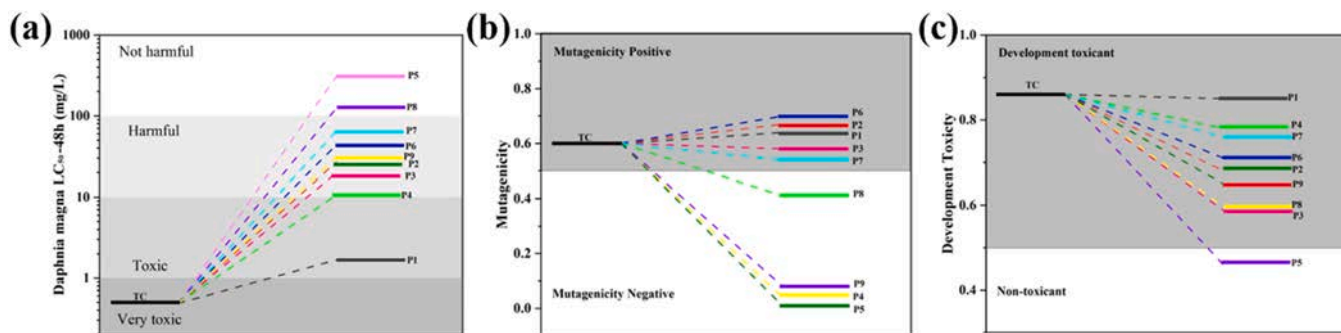 (a)
Daphnia magna LC₅₀-48h (mg/L)
1000
100
10
1
Not harmful
Harmful
Toxic
Very toxic
TC
P5
P8
P7
P6
P9
P2
P3
P4
P1
(b)
Mutagenicity
1.0
0.8
0.6
0.4
0.2
0.0
Mutagenicity Positive
Mutagenicity Negative
TC
P6
P2
P1
P3
P7
P8
P9
P4
P5
(c)
Development Toxicty
1.0
0.8
0.6
0.4
Development toxicant
Non-toxicant
TC
P1
P4
P7
P6
P2
P9
P8
P3
P5